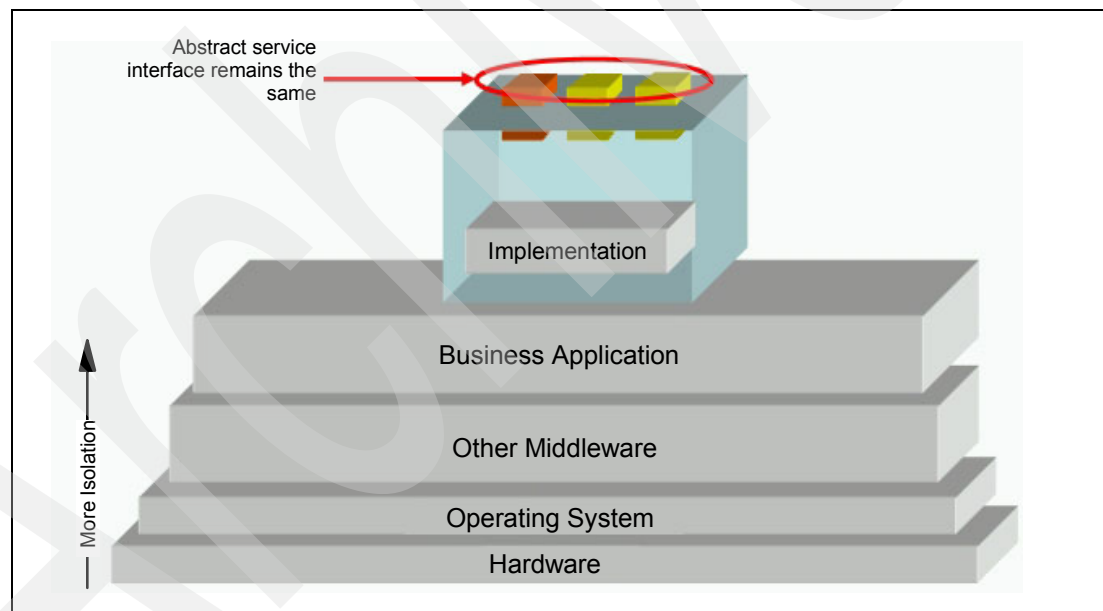 Abstract service
interface remains the
same
Implementation
Business Application
Other Middleware
Operating System
Hardware
More Isolation